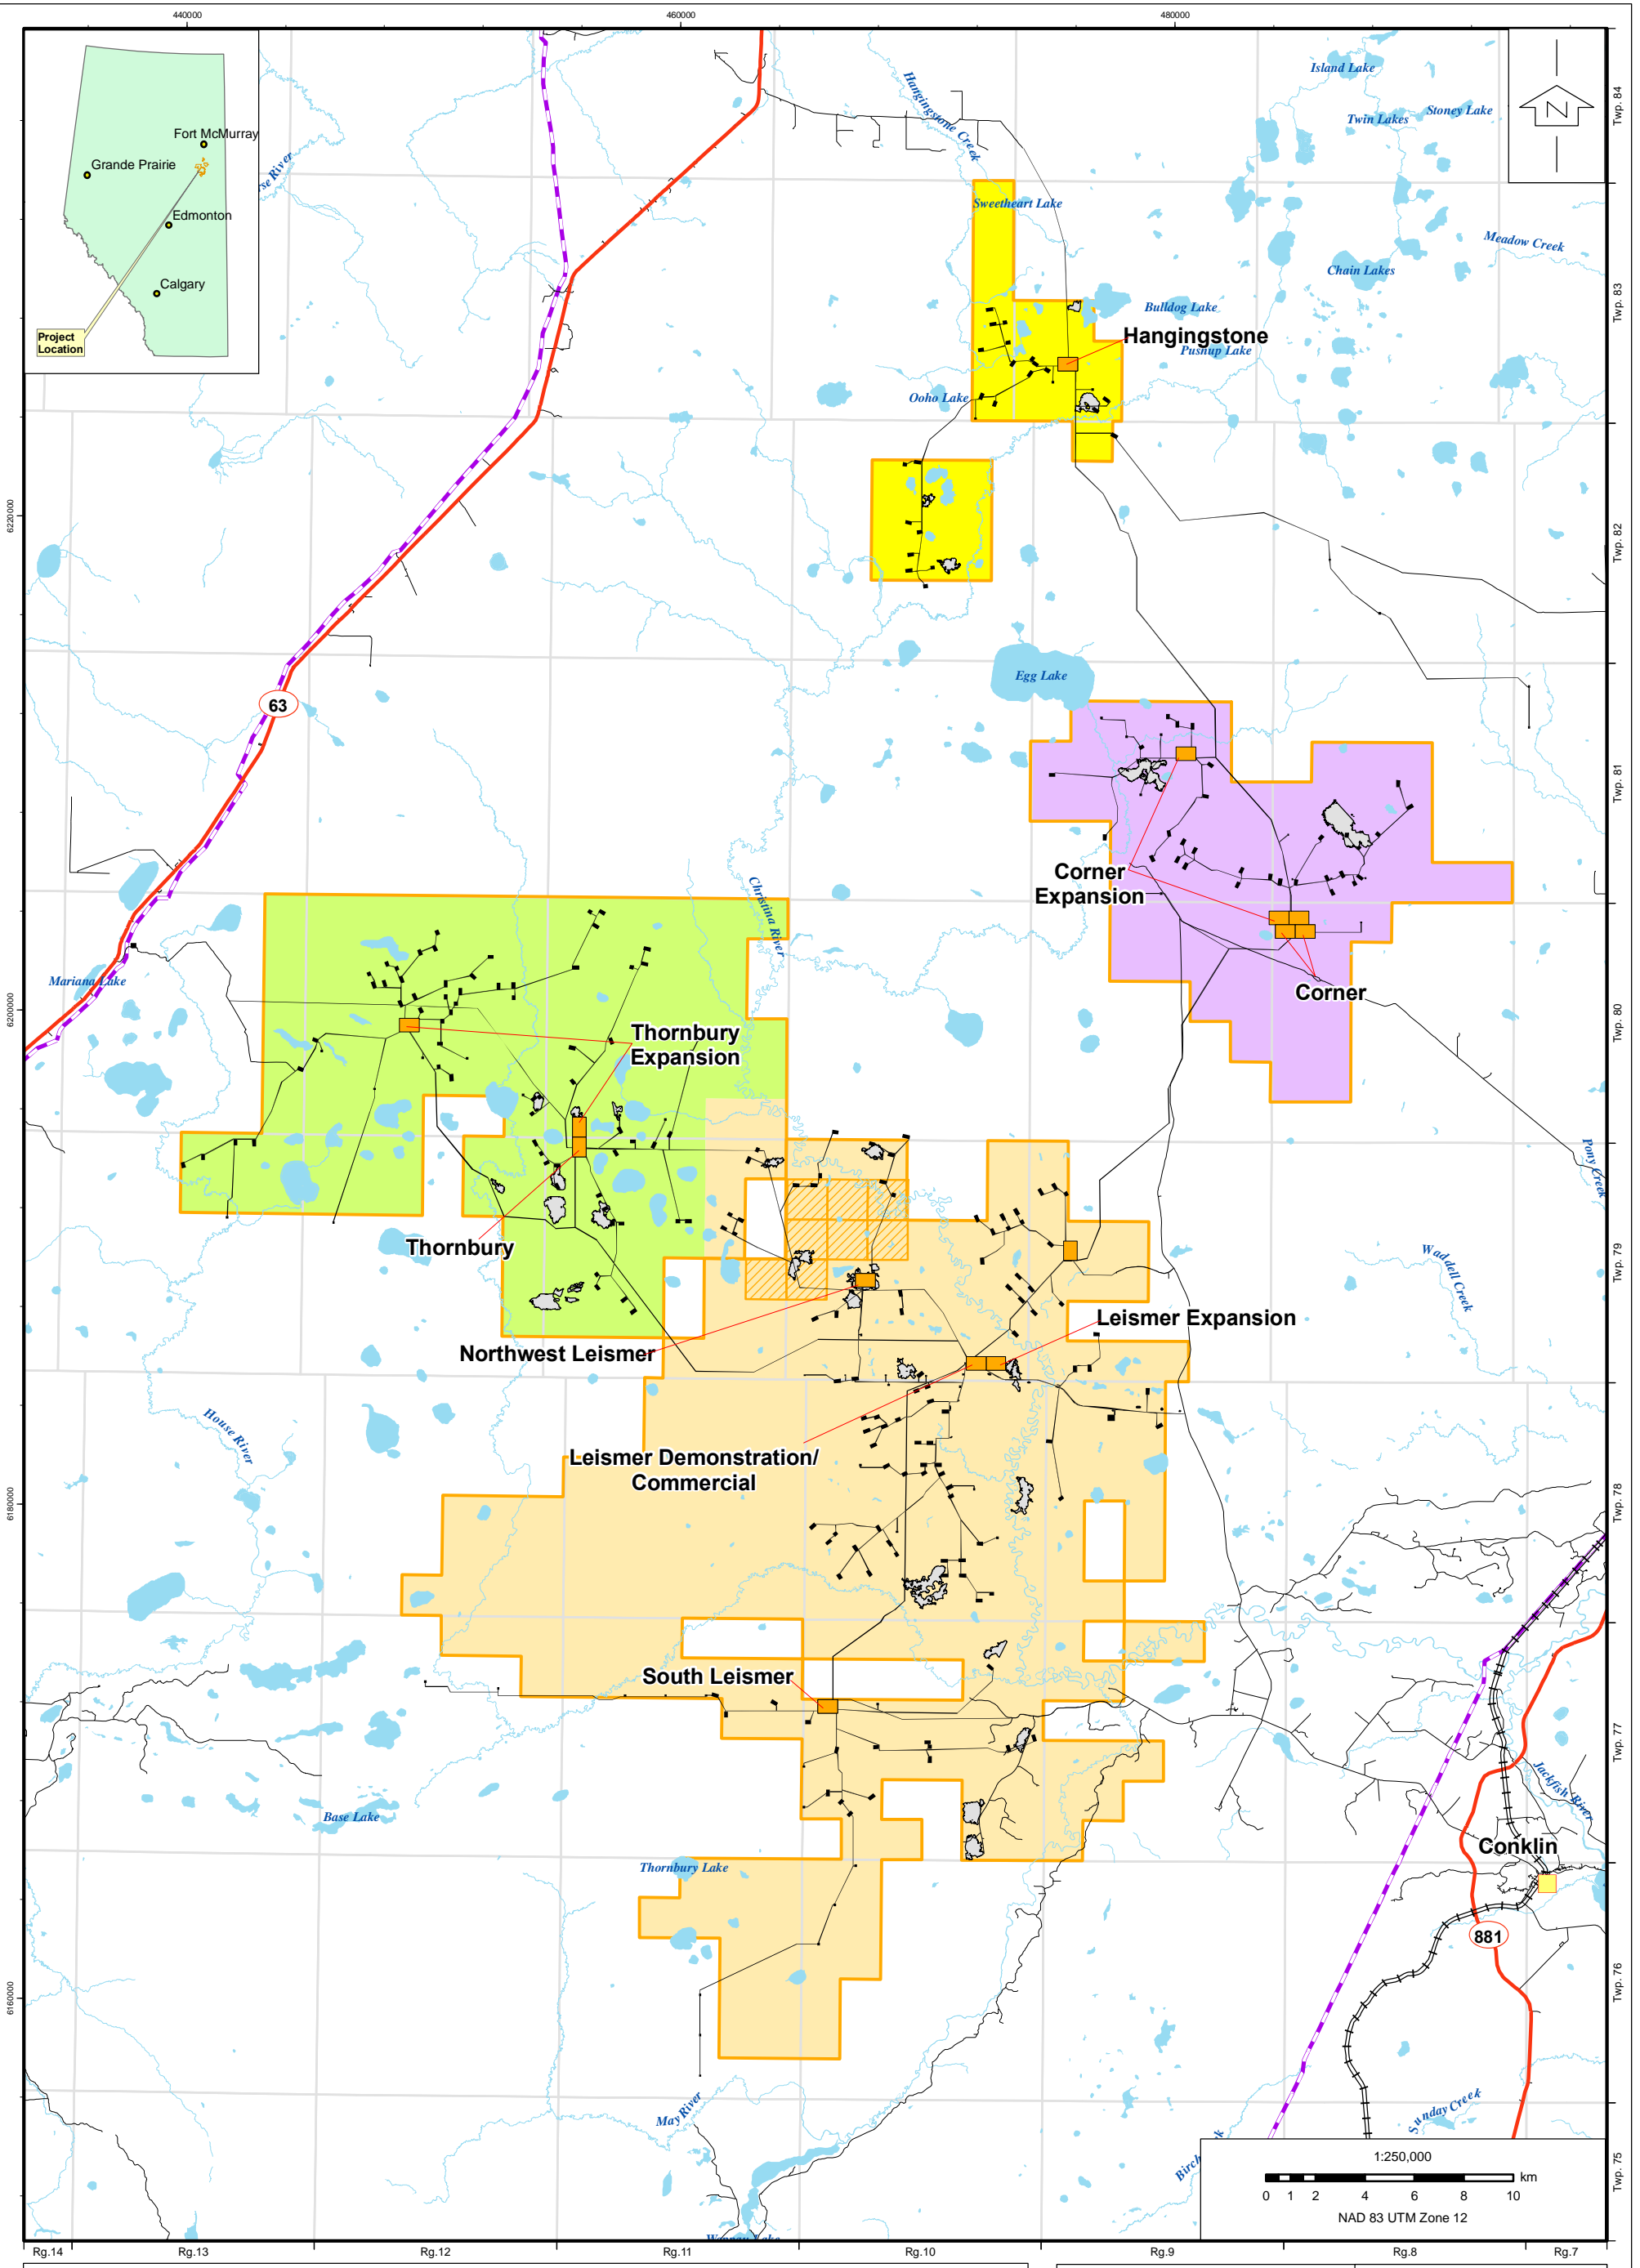 440000
460000
480000
Fort McMurray
Grande Prairie
Edmonton
Calgary
Project
Location
se River
Hangingstone Creek
Island Lake
Twin Lakes
Stoney Lake
N
Twp. 84
Sweetheart Lake
Meadow Creek
Chain Lakes
Bulldog Lake
Twp. 83
Hangingstone
Pushup Lake
Ooho Lake
6220000
Twp. 82
Egg Lake
63
Twp. 81
Corner
Expansion
Christina River
Mariana Lake
Corner
6200000
Twp. 80
Thornbury
Expansion
Pony Creek
Thornbury
Waddell Creek
Twp. 79
Leismer Expansion
Northwest Leismer
House River
Leismer Demonstration/
Commercial
6180000
Twp. 78
South Leismer
Twp. 77
Jackfish River
Base Lake
Conklin
Thornbury Lake
881
6160000
Twp. 76
May River
Sunday Creek
Birch
ek
1:250,000
km
0 1 2 4 6 8 10
NAD 83 UTM Zone 12
Twp. 75
Rg.14
Rg.13
Rg.12
Rg.11
Rg.10
Rg.9
Rg.8
Rg.7